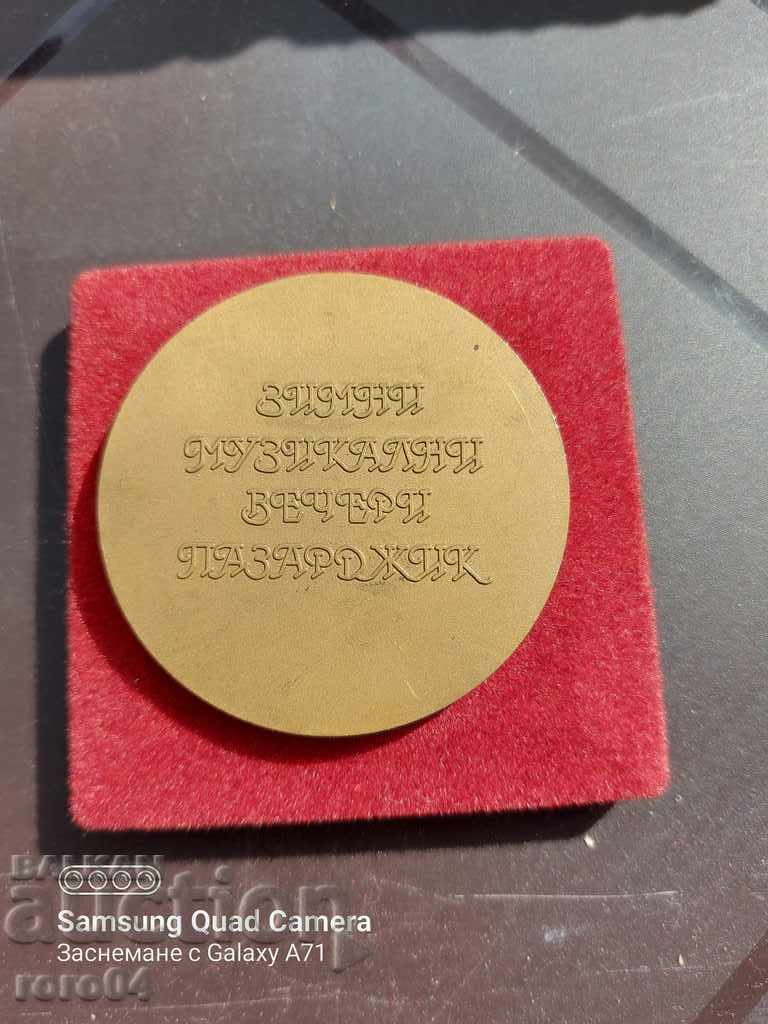 ЗИМНИ
МУЗИКАЛНИ
ВЕЧЕРИ
ПАЗАРДЖИК
BALKAN
auction
Samsung Quad Camera
Заснемане с Galaxy A71
roro04